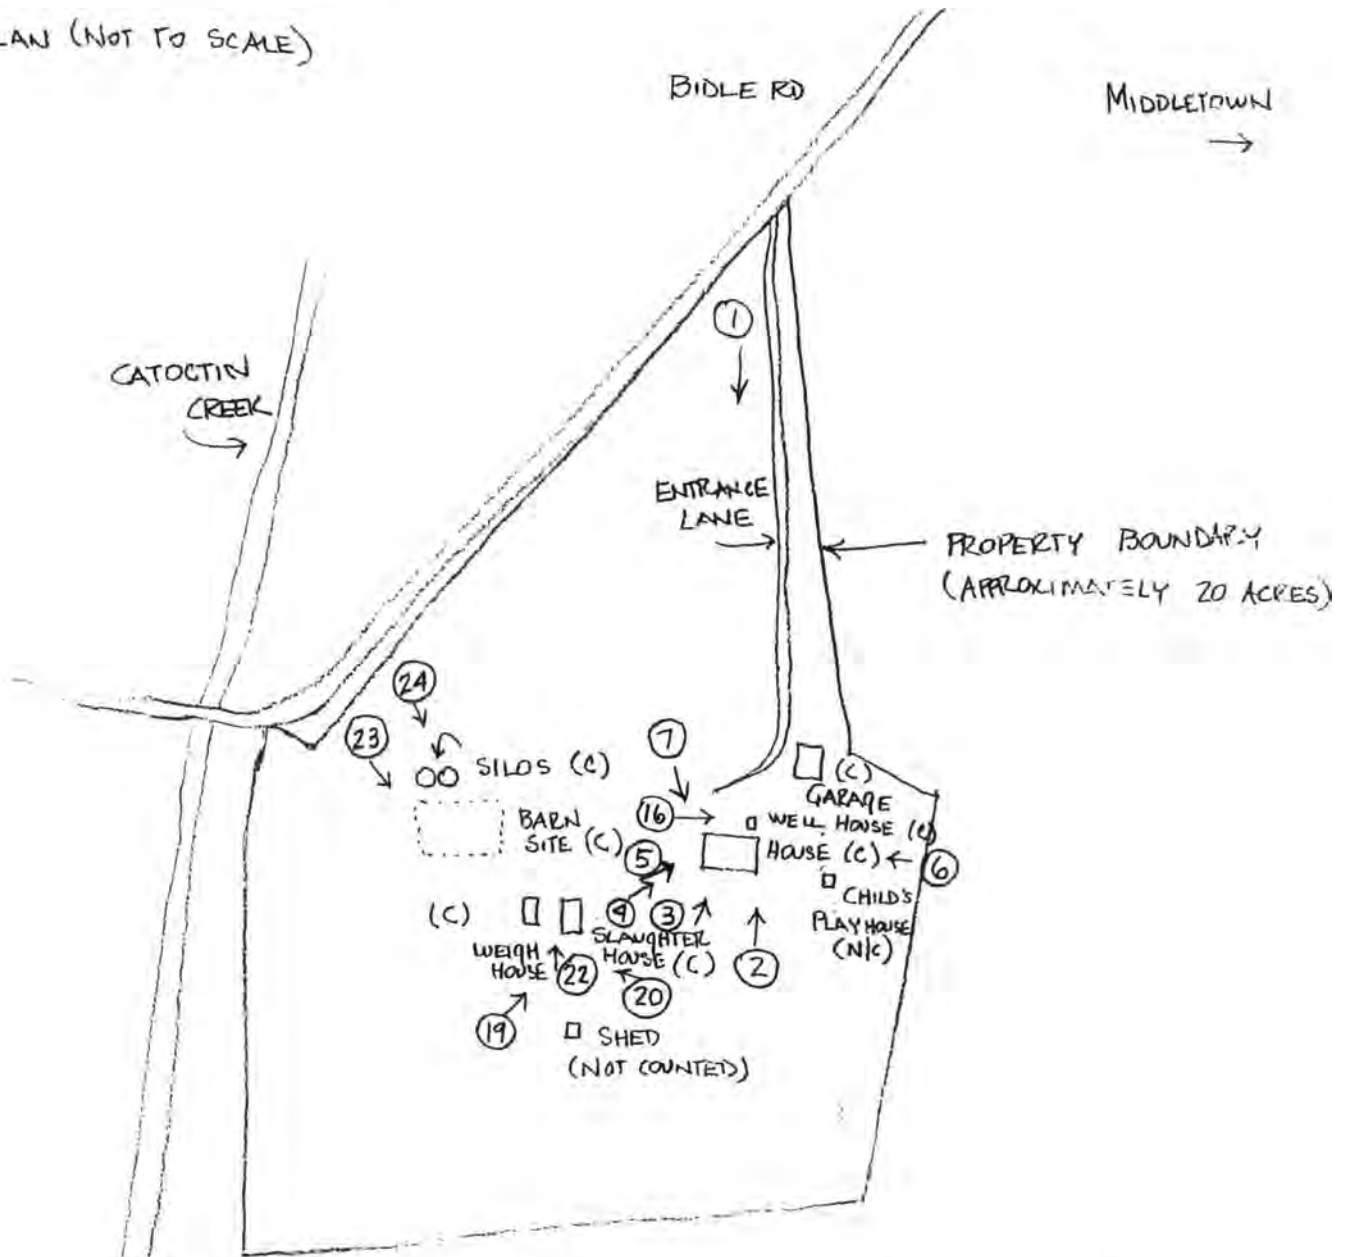 LAN (NOT TO SCALE)
BIDLE RD
MIDDLETOWN
1
CATOCTIN
CREEK
ENTRANCE
LANE
PROPERTY BOUNDARY
(APPROXIMATELY 20 ACRES)
24
23
7
SILOS (C)
(C)
GARAGE
16
WELL HOUSE (C)
BARN
SITE (C)
5
HOUSE (C)
6
CHILD'S
PLAYHOUSE
(N/C)
(C)
4
3
SLAUGHTER
HOUSE (C)
WEIGH
HOUSE
22
2
20
19
SHED
(NOT COUNTED)